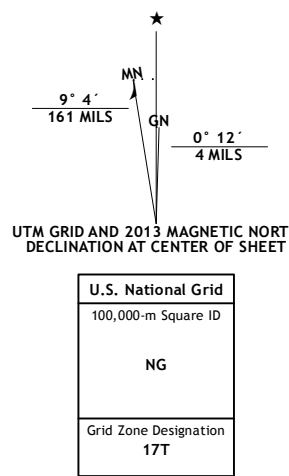 ★
MN
9° 4´
161 MILS
GN
0° 12´
4 MILS
UTM GRID AND 2013 MAGNETIC NORT
DECLINATION AT CENTER OF SHEET
U.S. National Grid
100,000-m Square ID
NG
Grid Zone Designation
17T